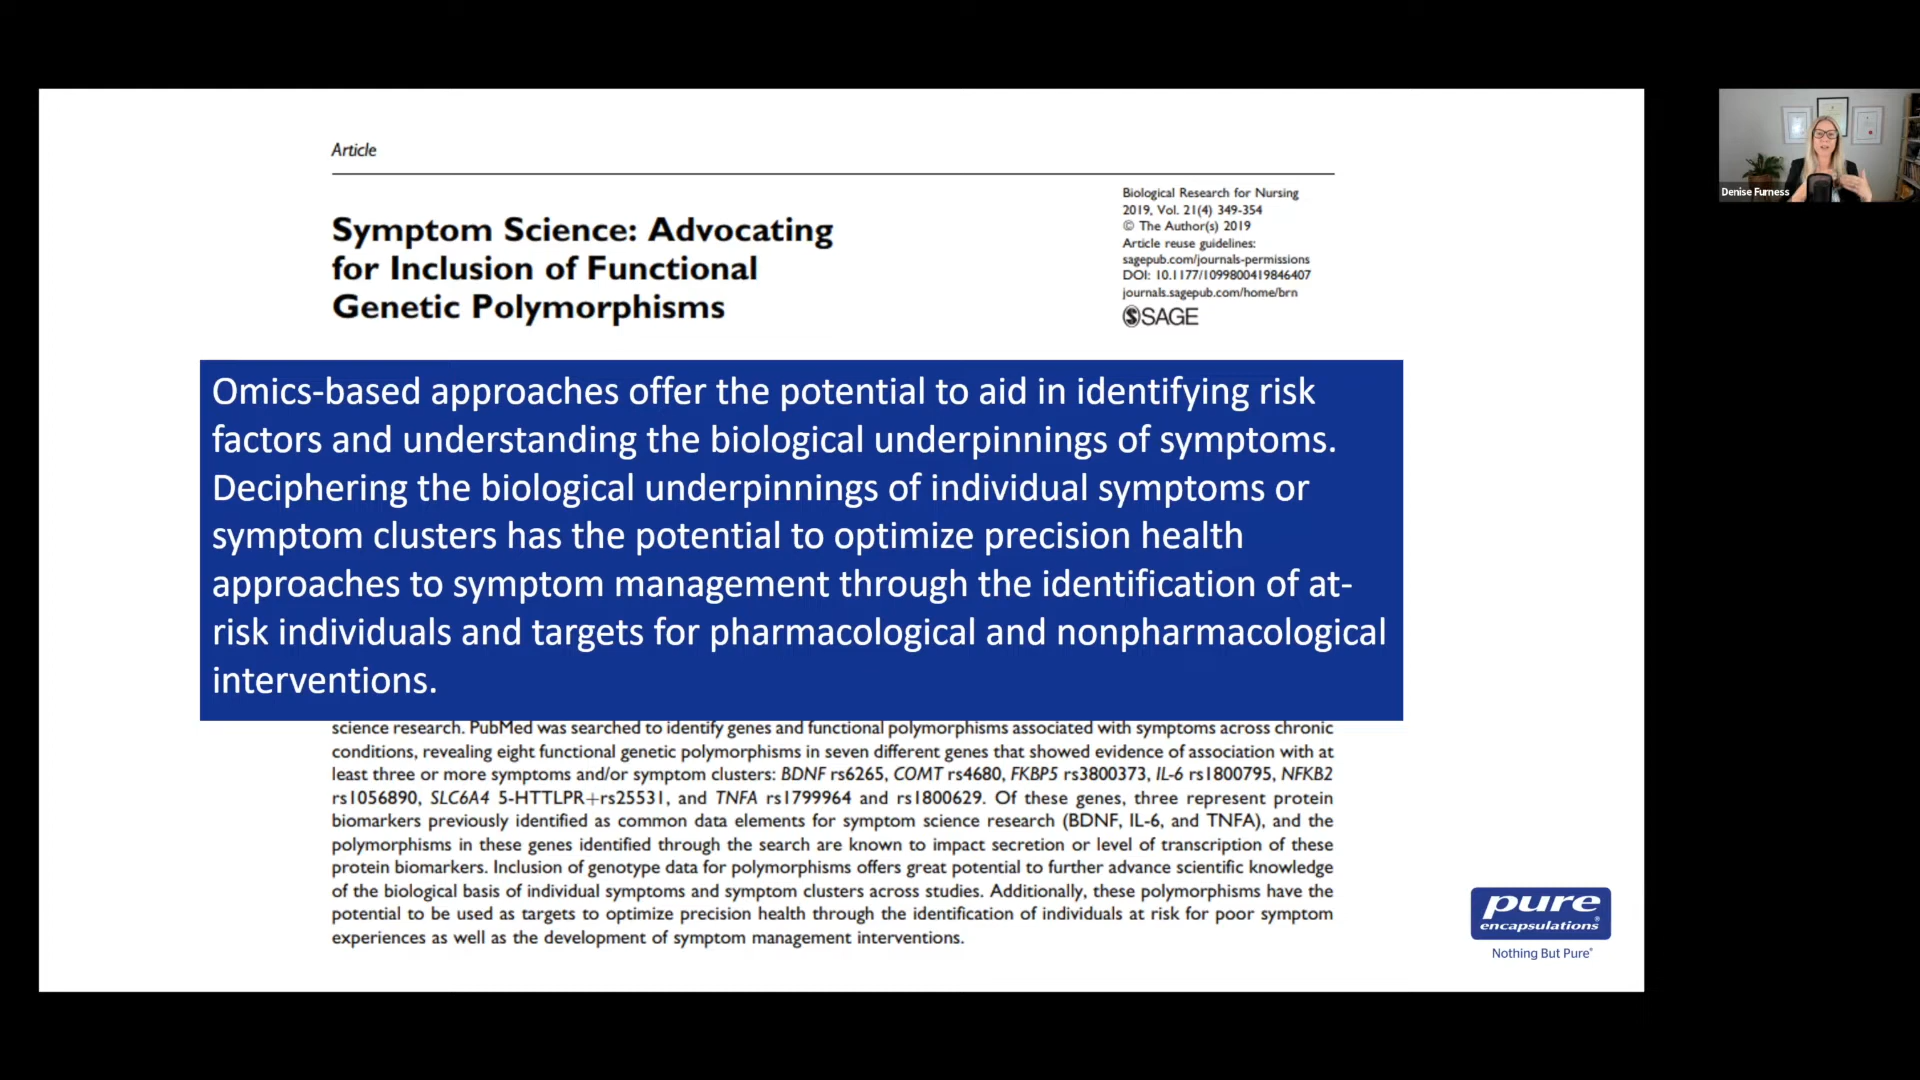 Article
Symptom Science: Advocating
for Inclusion of Functional
Genetic Polymorphisms
Biological Research for Nursing
2019, Vol. 21(4) 349-354
© The Author(s) 2019
Article reuse guidelines:
sagepub.com/journals-permissions
DOI: 10.1177/1099800419846407
journals.sagepub.com/home/brn
SAGE
Omics-based approaches offer the potential to aid in identifying risk
factors and understanding the biological underpinnings of symptoms.
Deciphering the biological underpinnings of individual symptoms or
symptom clusters has the potential to optimize precision health
approaches to symptom management through the identification of at-
risk individuals and targets for pharmacological and nonpharmacological
interventions.
science research. PubMed was searched to identify genes and functional polymorphisms associated with symptoms across chronic
conditions, revealing eight functional genetic polymorphisms in seven different genes that showed evidence of association with at
least three or more symptoms and/or symptom clusters: BDNF rs6265, COMT rs4680, FKBP5 rs3800373, IL-6 rs1800795, NFKB2
rs1056890, SLC6A4 5-HTTLPR+rs25531, and TNFA rs1799964 and rs1800629. Of these genes, three represent protein
biomarkers previously identified as common data elements for symptom science research (BDNF, IL-6, and TNFA), and the
polymorphisms in these genes identified through the search are known to impact secretion or level of transcription of these
protein biomarkers. Inclusion of genotype data for polymorphisms offers great potential to further advance scientific knowledge
of the biological basis of individual symptoms and symptom clusters across studies. Additionally, these polymorphisms have the
potential to be used as targets to optimize precision health through the identification of individuals at risk for poor symptom
experiences as well as the development of symptom management interventions.
pure
encapsulations®
Nothing But Pure®
Denise Furness